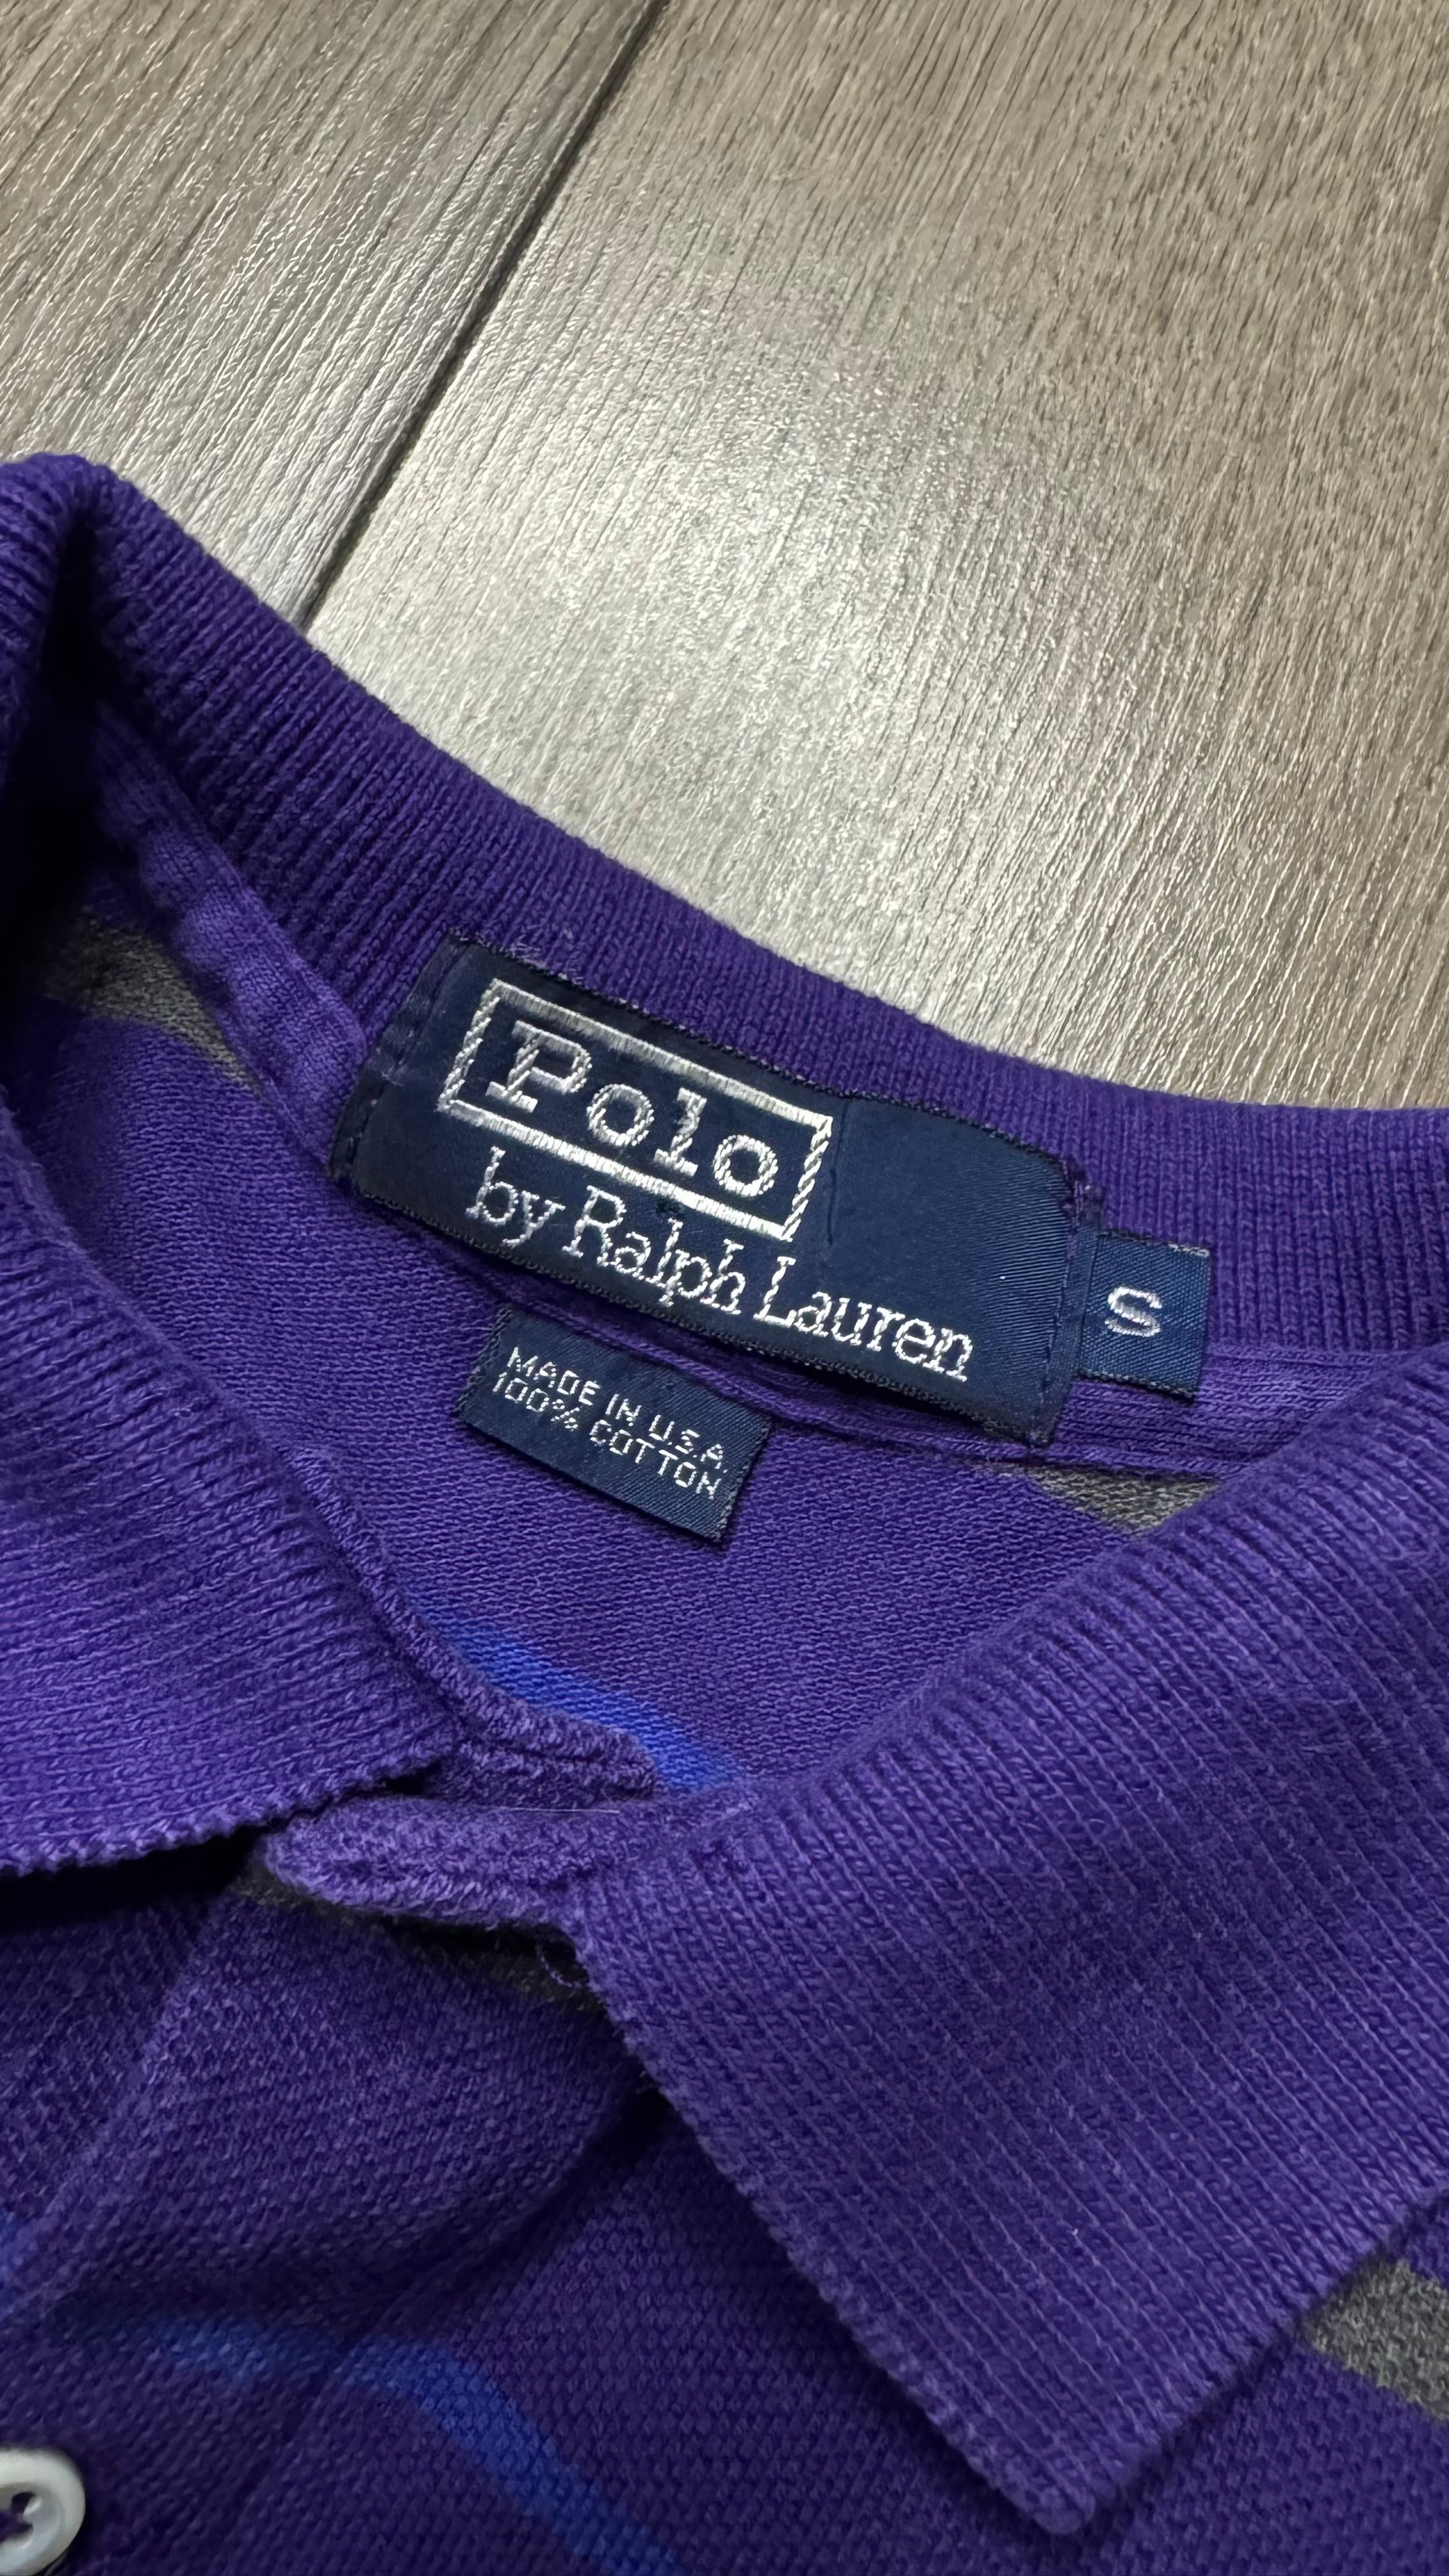 Polo
by Ralph Lauren
S
MADE IN U.S.A.
100% COTTON